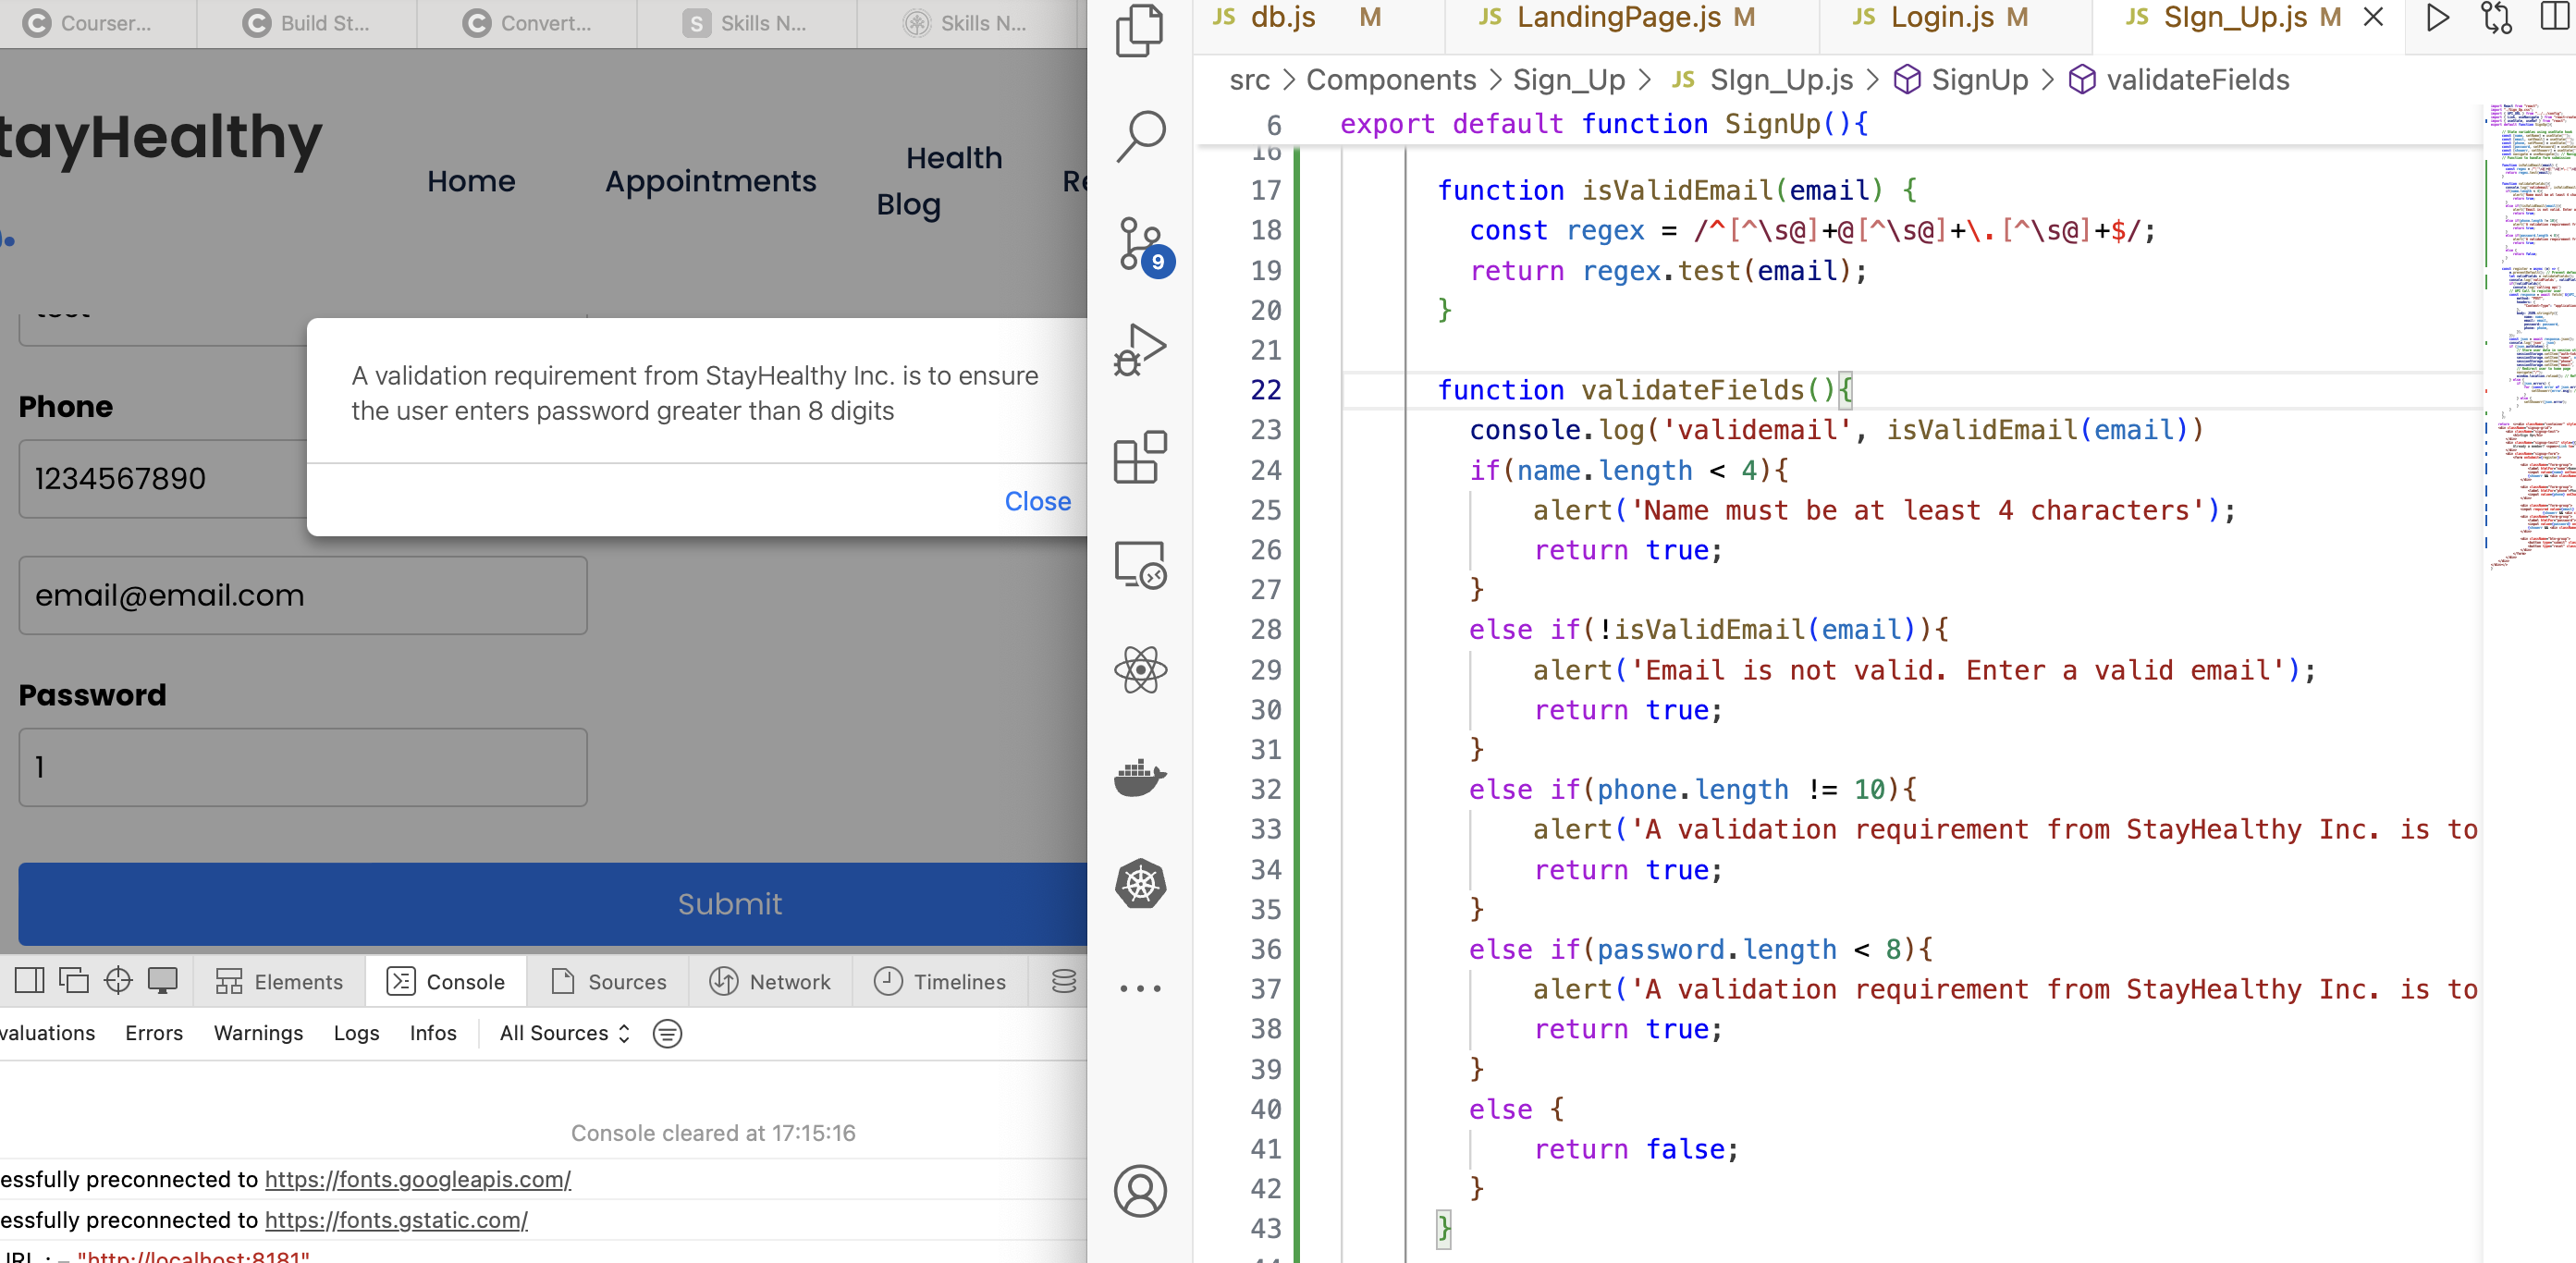 Courser...
Build St...
Convert...
S
Skills N...
Skills N...
tayHealthy
Home
Appointments
Health
Blog
A validation requirement from StayHealthy Inc. is to ensure
the user enters password greater than 8 digits
Close
Phone
1234567890
email@email.com
Password
1
Submit
Elements
Console
Sources
Network
Timelines
valuations
Errors
Warnings
Logs
Infos
All Sources
Console cleared at 17:15:16
essfully preconnected to https://fonts.googleapis.com/
essfully preconnected to https://fonts.gstatic.com/
URL : – "http://localhost:8181"
9
JS db.js M
JS LandingPage.js M
JS Login.js M
JS SIgn_Up.js M
src > Components > Sign_Up > JS SIgn_Up.js > SignUp > validateFields
6 export default function SignUp(){
16
17 function isValidEmail(email) {
18 const regex = /^[^\s@]+@[^\s@]+\.[^\s@]+$/;
19 return regex.test(email);
20 }
21
22 function validateFields(){
23 console.log('validemail', isValidEmail(email))
24 if(name.length < 4){
25 alert('Name must be at least 4 characters');
26 return true;
27 }
28 else if(!isValidEmail(email)){
29 alert('Email is not valid. Enter a valid email');
30 return true;
31 }
32 else if(phone.length != 10){
33 alert('A validation requirement from StayHealthy Inc. is to
34 return true;
35 }
36 else if(password.length < 8){
37 alert('A validation requirement from StayHealthy Inc. is to
38 return true;
39 }
40 else {
41 return false;
42 }
43 }